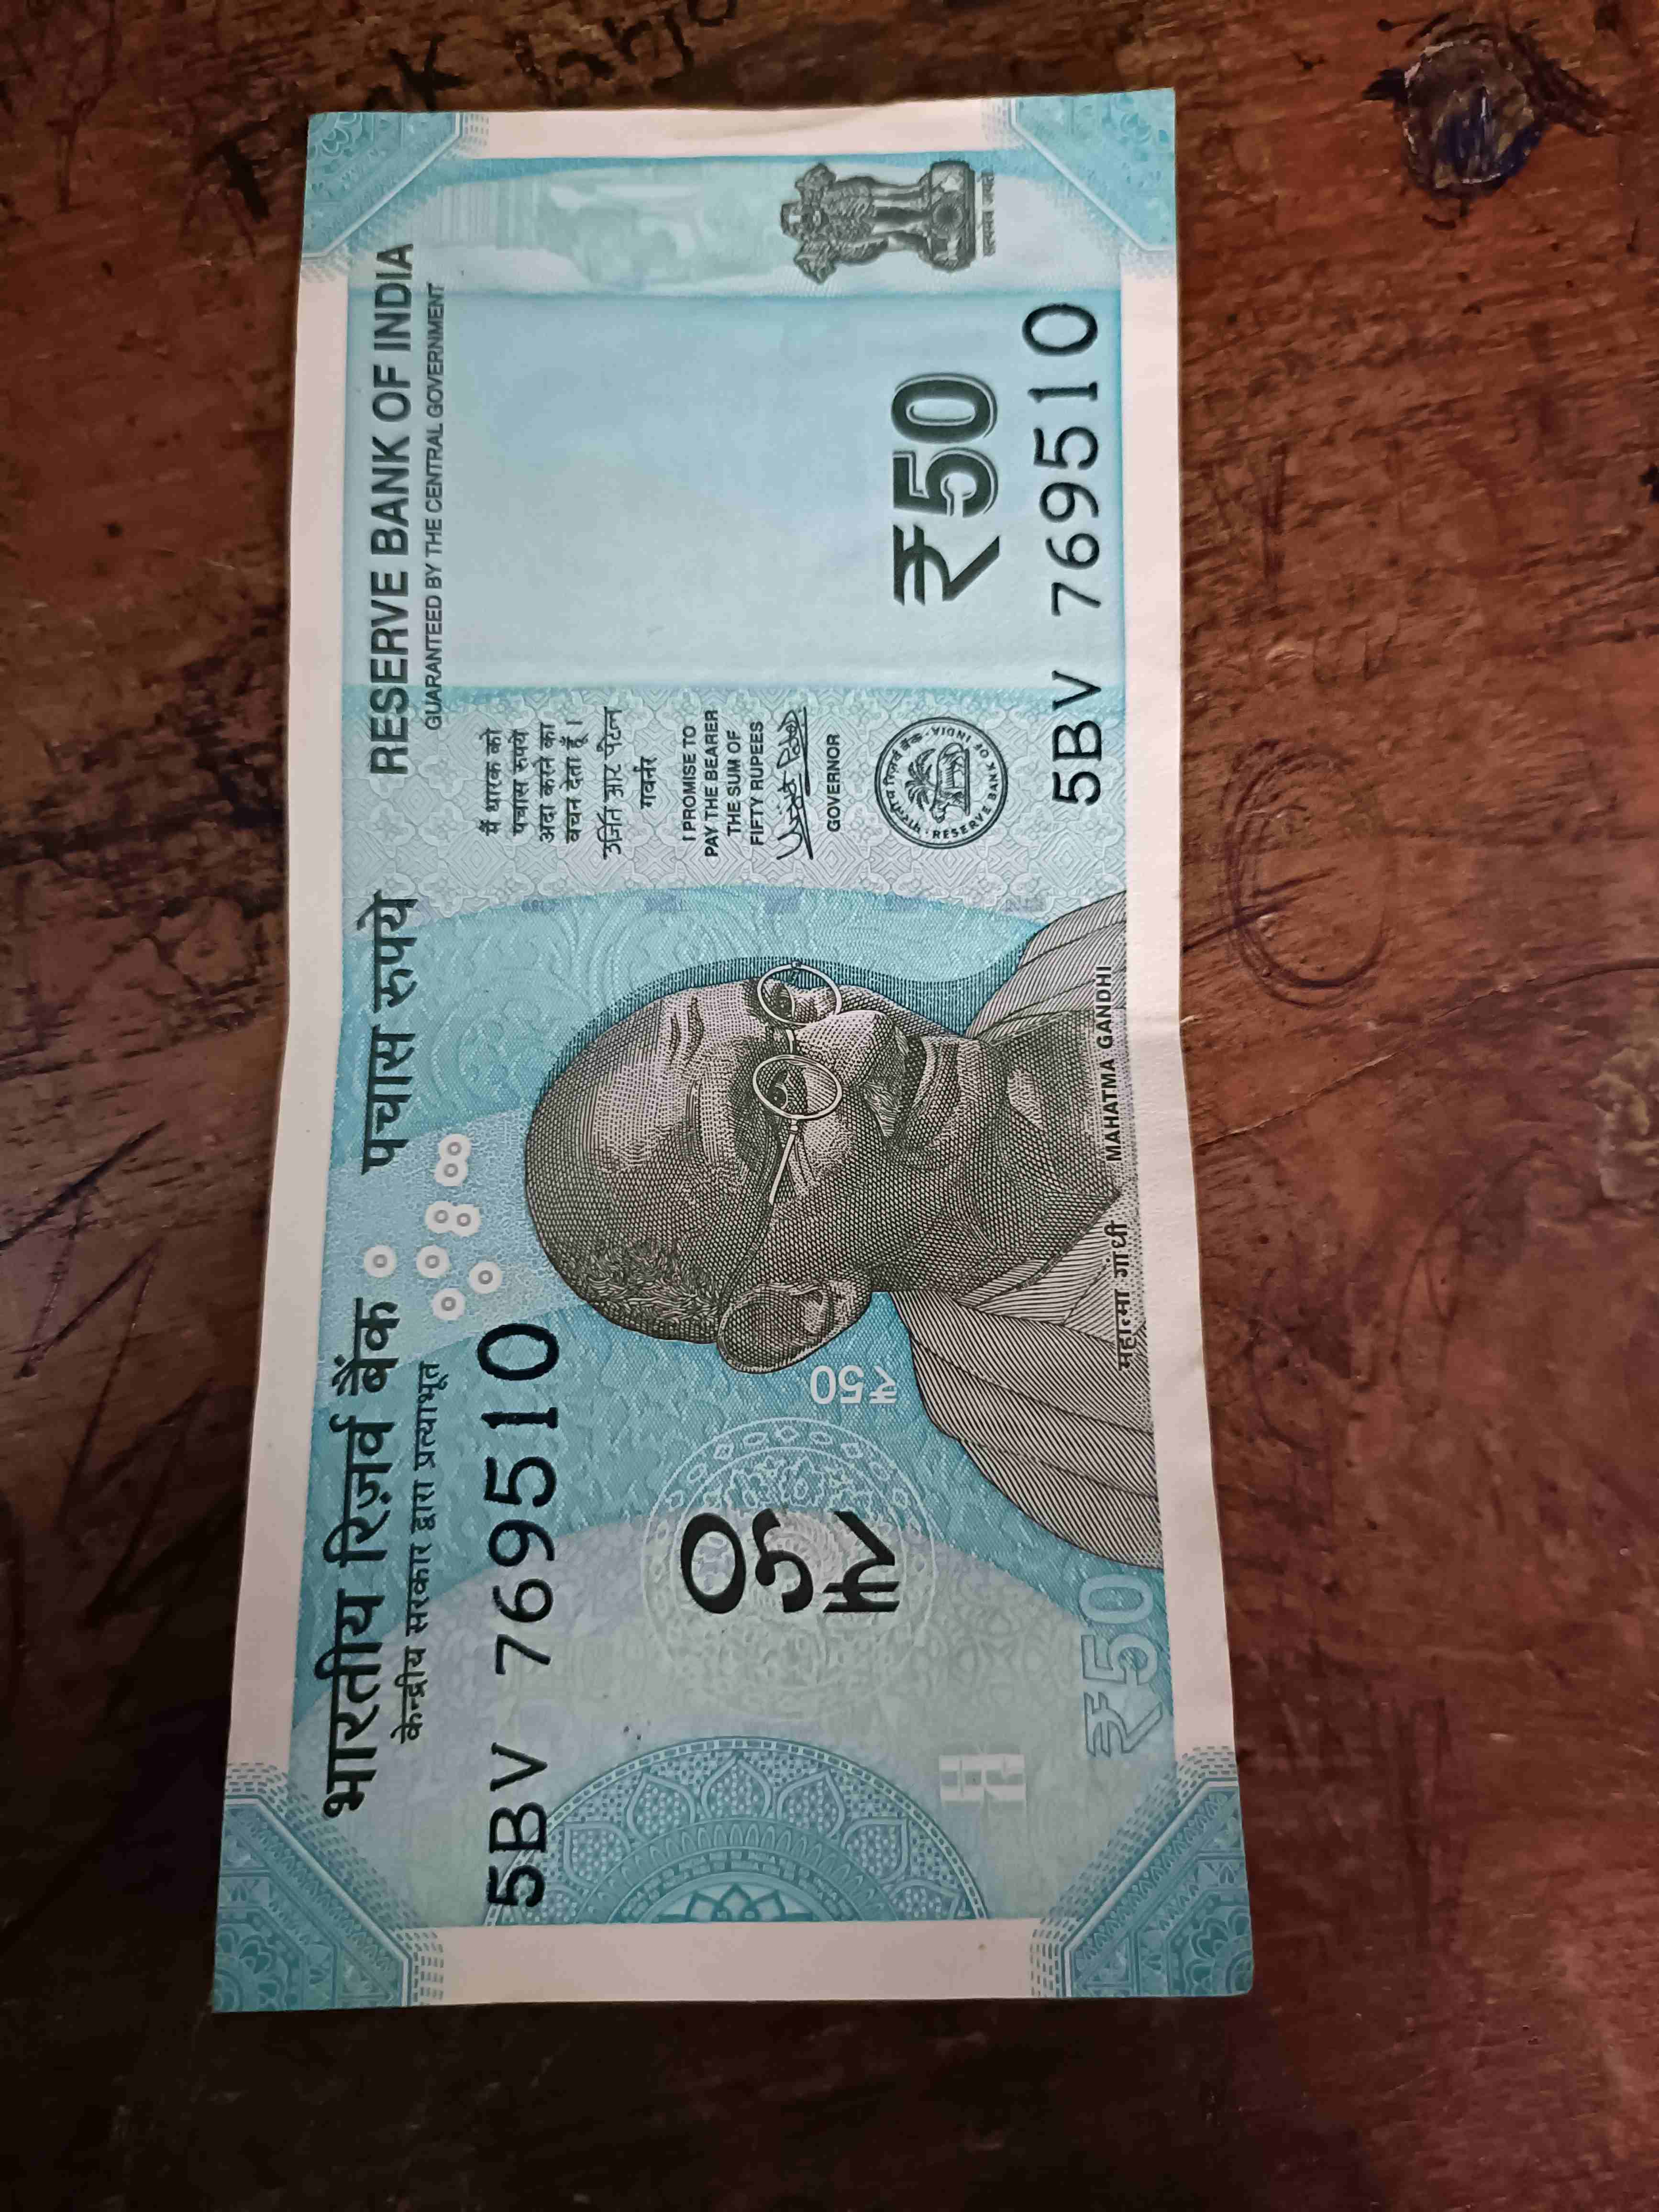 भारतीय रिज़र्व बैंक
केन्द्रीय सरकार द्वारा प्रत्याभूत
पचास रुपये
RESERVE BANK OF INDIA
GUARANTEED BY THE CENTRAL GOVERNMENT
5BV 769510
₹५०
₹50
मैं धारक को
पचास रुपये
अदा करने का
वचन देता हूँ।
उर्जित आर पटेल
गवर्नर
I PROMISE TO
PAY THE BEARER
THE SUM OF
FIFTY RUPEES
GOVERNOR
RESERVE BANK OF INDIA
₹50
5BV 769510
₹50
महात्मा गांधी MAHATMA GANDHI
सत्यमेव जयते